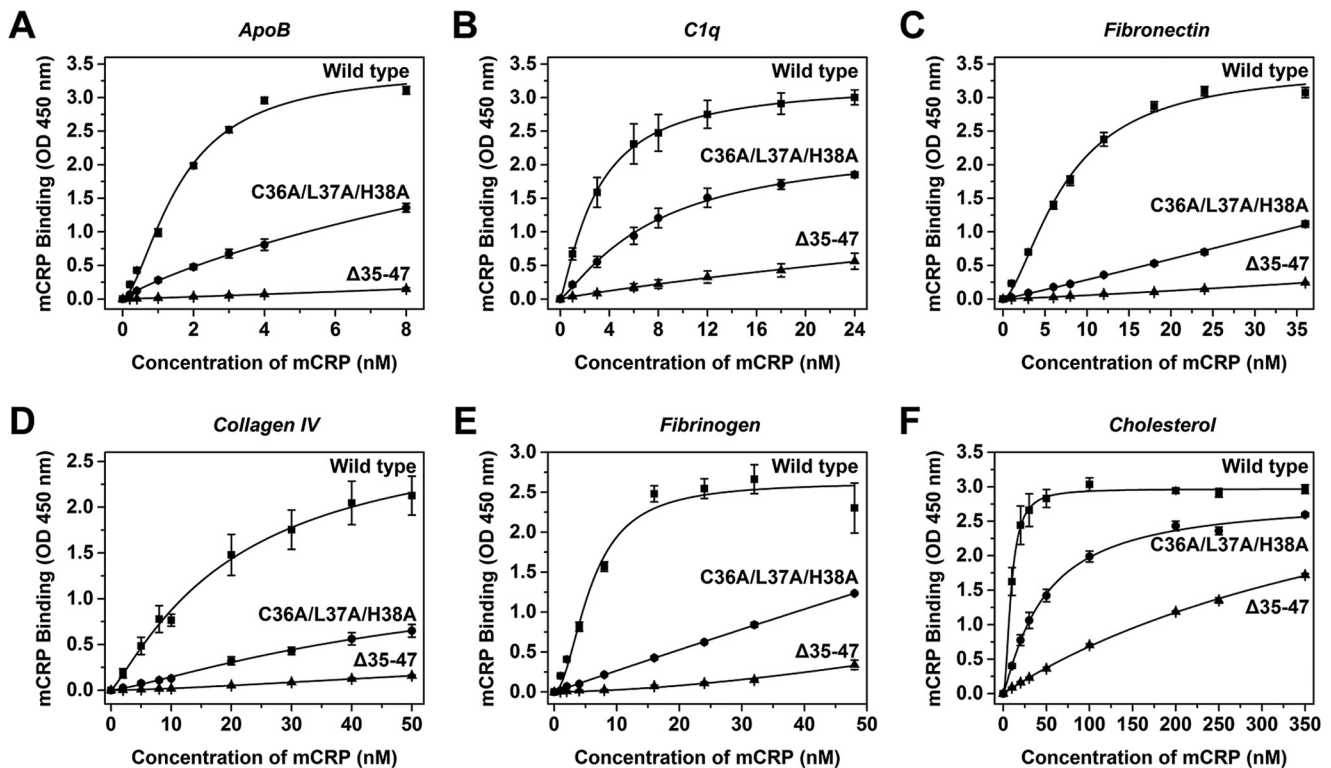 A
ApoB
mCRP Binding (OD 450 nm)
3.5
3.0
2.5
2.0
1.5
1.0
0.5
0.0
Wild type
C36A/L37A/H38A
Δ35-47
0 2 4 6 8
Concentration of mCRP (nM)
B
C1q
mCRP Binding (OD 450 nm)
3.5
3.0
2.5
2.0
1.5
1.0
0.5
0.0
Wild type
C36A/L37A/H38A
Δ35-47
0 4 8 12 16 20 24
Concentration of mCRP (nM)
C
Fibronectin
mCRP Binding (OD 450 nm)
3.5
3.0
2.5
2.0
1.5
1.0
0.5
0.0
Wild type
C36A/L37A/H38A
Δ35-47
0 5 10 15 20 25 30 35
Concentration of mCRP (nM)
D
Collagen IV
mCRP Binding (OD 450 nm)
2.5
2.0
1.5
1.0
0.5
0.0
Wild type
C36A/L37A/H38A
Δ35-47
0 10 20 30 40 50
Concentration of mCRP (nM)
E
Fibrinogen
mCRP Binding (OD 450 nm)
3.0
2.5
2.0
1.5
1.0
0.5
0.0
Wild type
C36A/L37A/H38A
Δ35-47
0 10 20 30 40 50
Concentration of mCRP (nM)
F
Cholesterol
mCRP Binding (OD 450 nm)
3.5
3.0
2.5
2.0
1.5
1.0
0.5
0.0
Wild type
C36A/L37A/H38A
Δ35-47
0 50 100 150 200 250 300 350
Concentration of mCRP (nM)